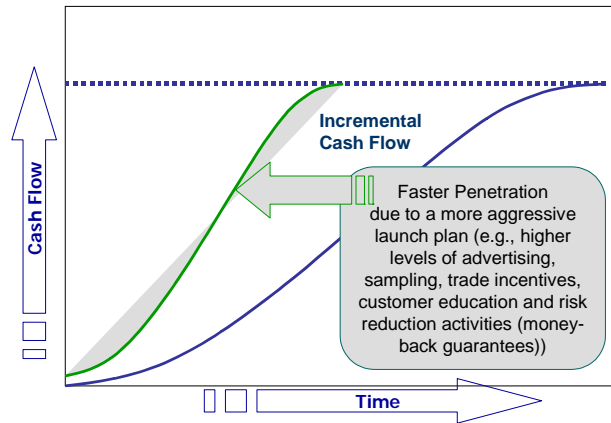 Incremental
Cash Flow
Cash Flow
Faster Penetration
due to a more aggressive
launch plan (e.g., higher
levels of advertising,
sampling, trade incentives,
customer education and risk
reduction activities (money-
back guarantees))
Time